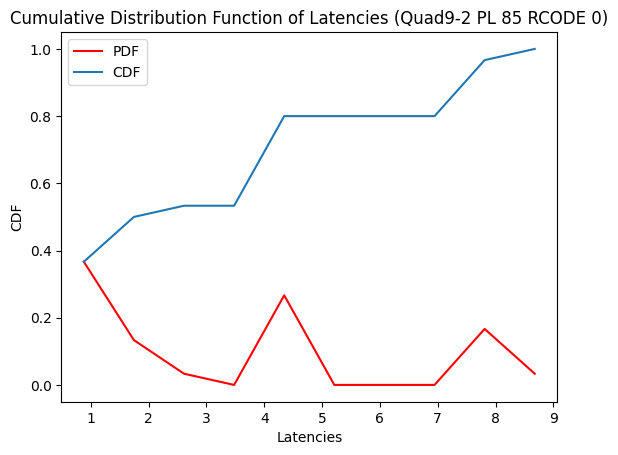 Cumulative Distribution Function of Latencies (Quad9-2 PL 85 RCODE 0)
PDF
CDF
1.0
0.8
0.6
0.4
0.2
0.0
CDF
1 2 3 4 5 6 7 8 9
Latencies